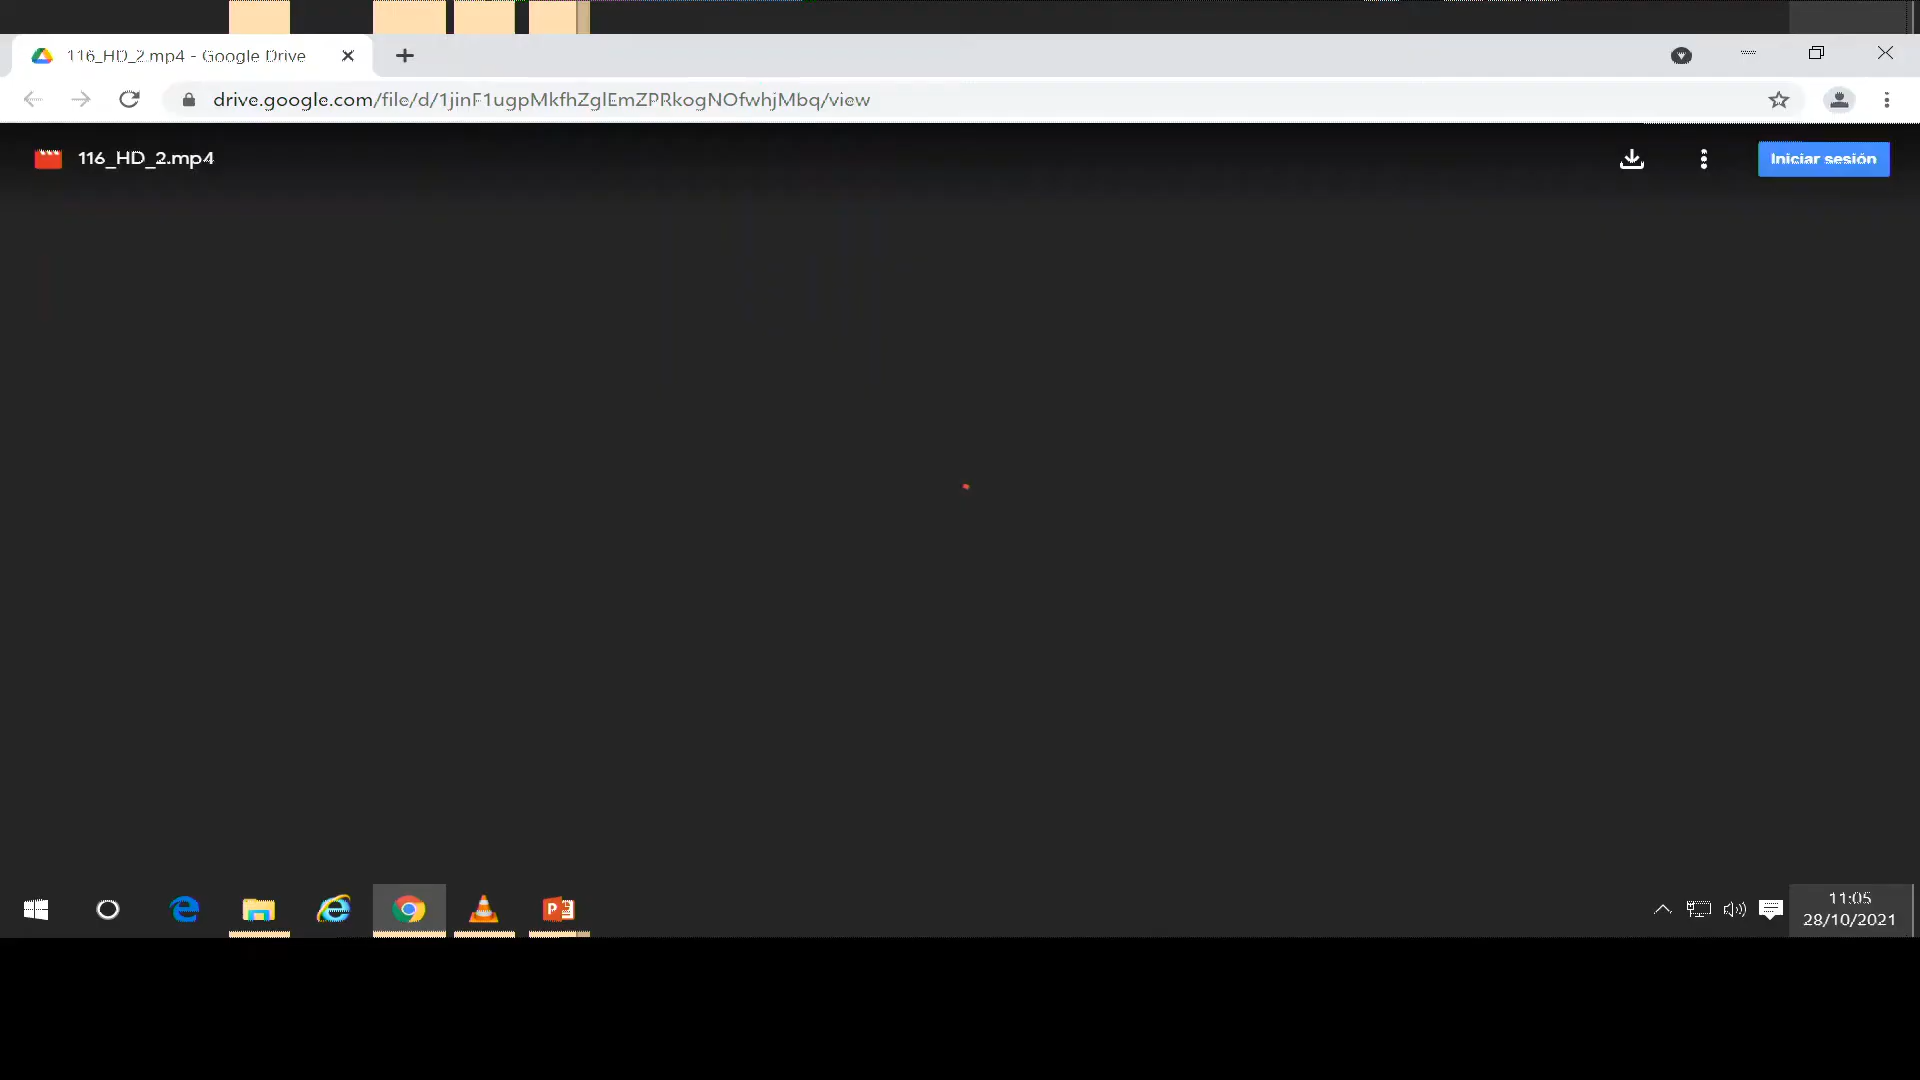 116_HD_2.mp4 - Google Drive
drive.google.com/file/d/1jinF1ugpMkfhZglEmZPRkogNOfwhjMbq/view
116_HD_2.mp4
Iniciar sesión
11:05
28/10/2021